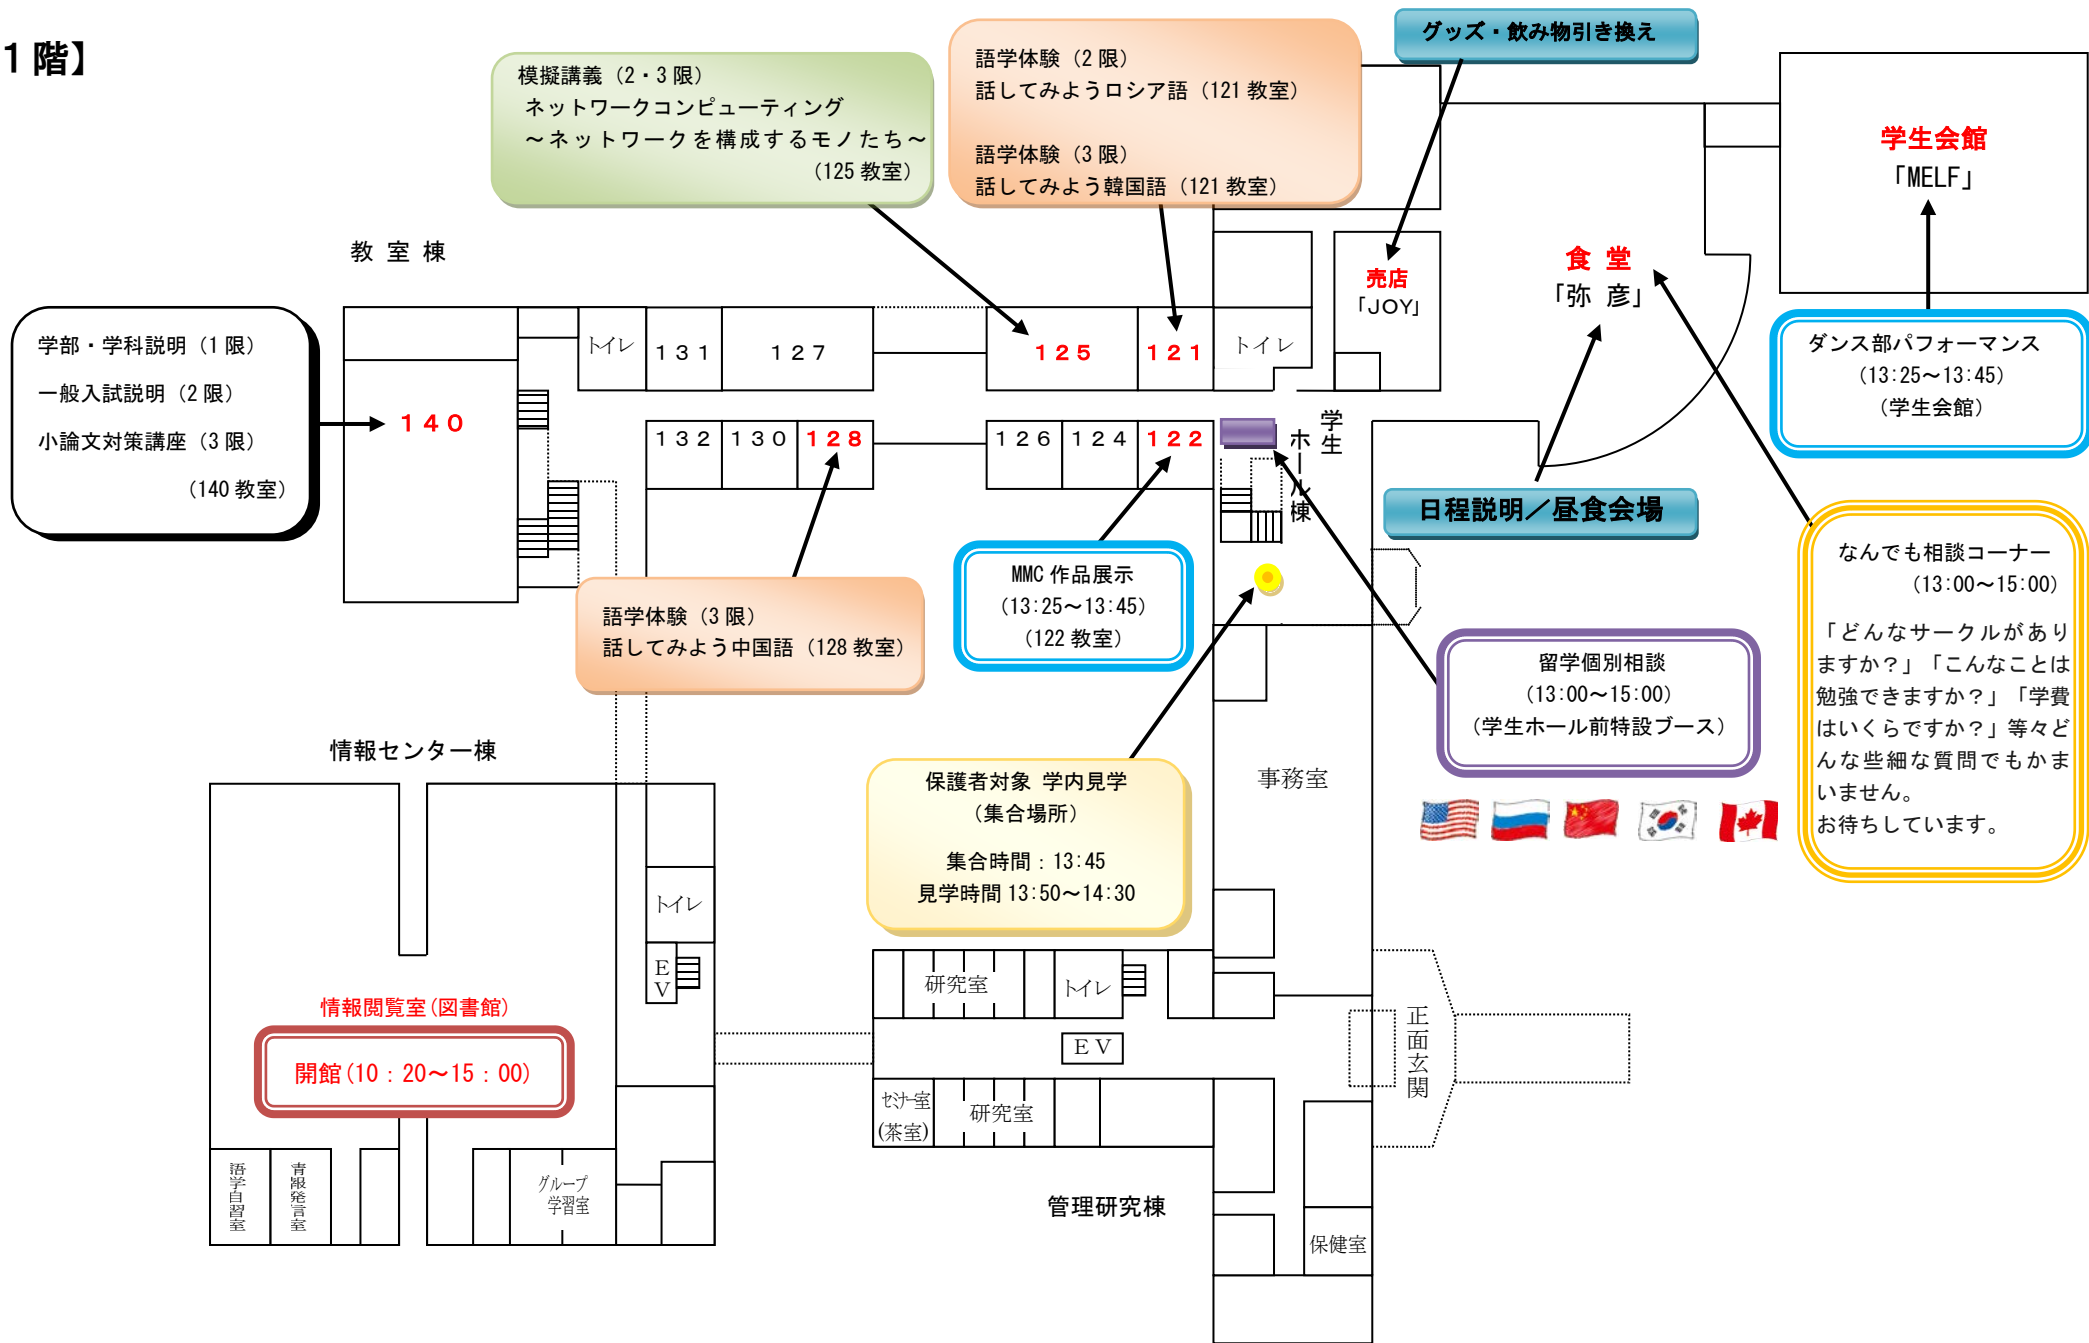 1階】
模擬講義（2・3限）
ネットワークコンピューティング
～ネットワークを構成するモノたち～
（125教室）
語学体験（2限）
話してみようロシア語（121教室）
語学体験（3限）
話してみよう韓国語（121教室）
グッズ・飲み物引き換え
学生会館
「MELF」
教室棟
食堂
「弥彦」
売店
「JOY」
学部・学科説明（1限）
一般入試説明（2限）
小論文対策講座（3限）
（140教室）
トイレ
131
127
125
121
トイレ
ダンス部パフォーマンス
（13:25～13:45）
（学生会館）
140
132
130
128
126
124
122
学生
ホール棟
日程説明／昼食会場
語学体験（3限）
話してみよう中国語（128教室）
MMC作品展示
（13:25～13:45）
（122教室）
なんでも相談コーナー
（13:00～15:00）
「どんなサークルがあり
ますか？」「こんなことは
勉強できますか？」「学費
はいくらですか？」等々ど
んな些細な質問でもかま
いません。
お待ちしています。
留学個別相談
（13:00～15:00）
（学生ホール前特設ブース）
情報センター棟
保護者対象 学内見学
（集合場所）
集合時間：13:45
見学時間13:50～14:30
事務室
トイレ
EV
研究室
トイレ
情報閲覧室(図書館)
開館(10：20～15：00)
EV
正面玄関
セミナー室
(茶室)
研究室
語学自習室
グループ
学習室
管理研究棟
保健室